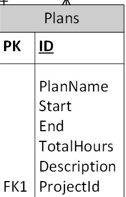 Plans
PK ID
PlanName
Start
End
TotalHours
Description
FK1 ProjectId